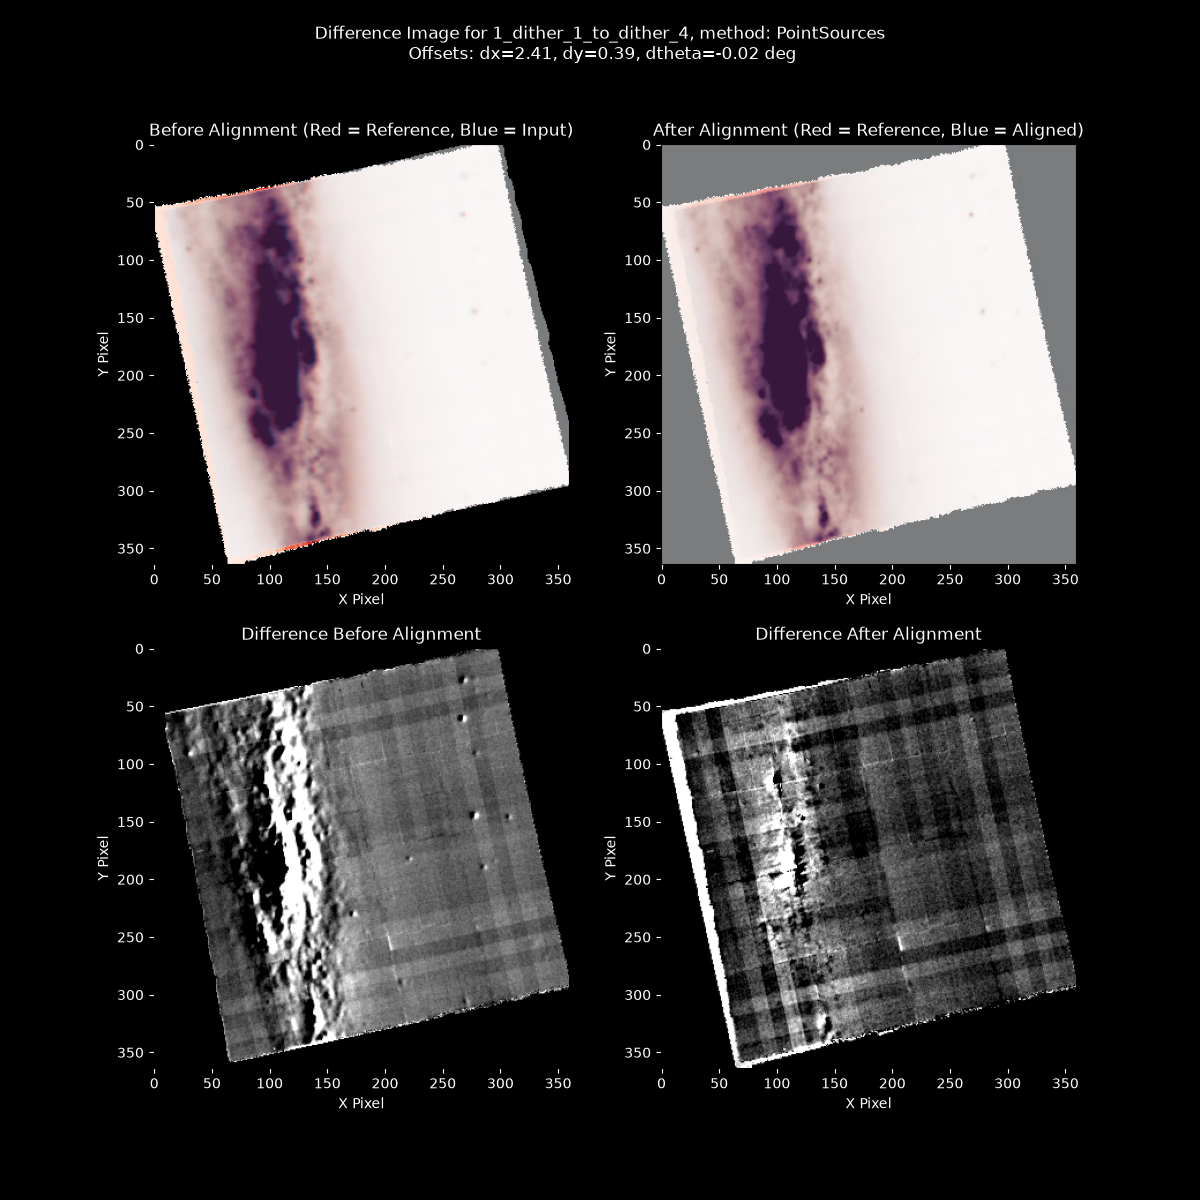 Difference Image for 1_dither_1_to_dither_4, method: PointSources
Offsets: dx=2.41, dy=0.39, dtheta=-0.02 deg
Before Alignment (Red = Reference, Blue = Input)
0
50
100
150
200
250
300
350
Y Pixel
0 50 100 150 200 250 300 350
X Pixel
After Alignment (Red = Reference, Blue = Aligned)
0
50
100
150
200
250
300
350
Y Pixel
0 50 100 150 200 250 300 350
X Pixel
Difference Before Alignment
0
50
100
150
200
250
300
350
Y Pixel
0 50 100 150 200 250 300 350
X Pixel
Difference After Alignment
0
50
100
150
200
250
300
350
Y Pixel
0 50 100 150 200 250 300 350
X Pixel